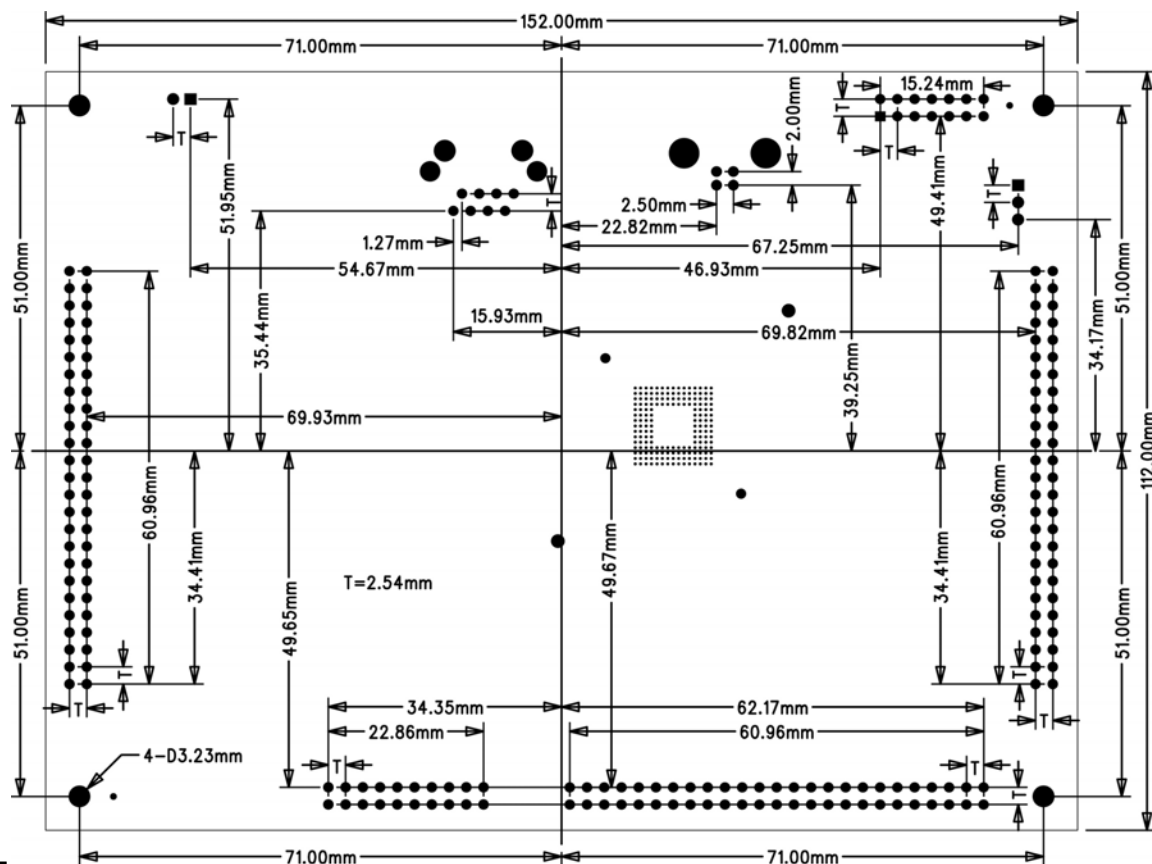 152.00mm
71.00mm
71.00mm
15.24mm
2.00mm
T
T
T
51.95mm
T
T
49.41mm
2.50mm
22.82mm
1.27mm
67.25mm
54.67mm
46.93mm
51.00mm
51.00mm
15.93mm
35.44mm
69.82mm
34.17mm
39.25mm
69.93mm
112.00mm
60.96mm
60.96mm
34.41mm
49.67mm
34.41mm
T=2.54mm
49.65mm
51.00mm
51.00mm
T
T
T
T
34.35mm
62.17mm
22.86mm
60.96mm
4-D3.23mm
T
T
T
71.00mm
71.00mm